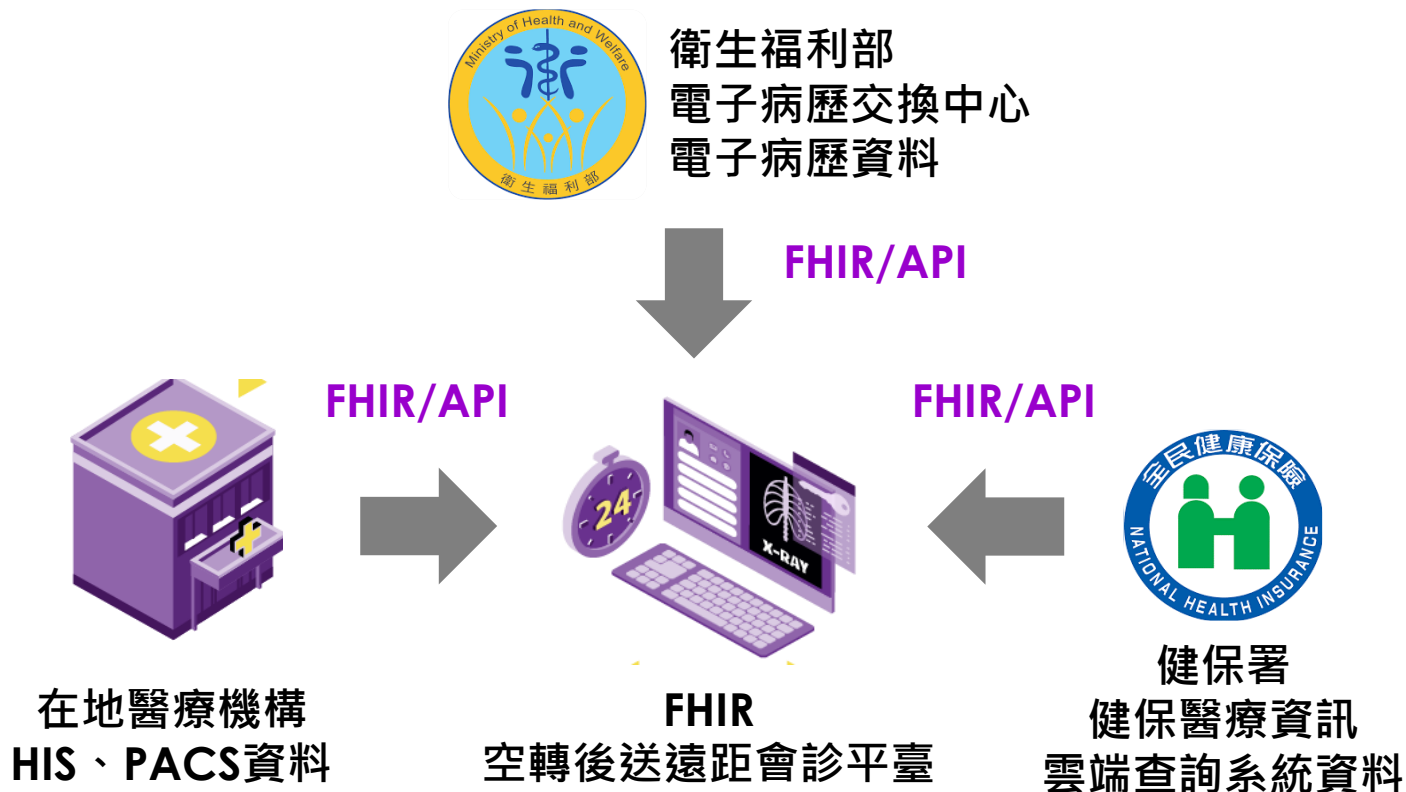 Ministry of Health and Welfare
衛生福利部
衛生福利部
電子病歷交換中心
電子病歷資料
FHIR/API
FHIR/API
FHIR/API
24
X-RAY
全民健康保險
NATIONAL HEALTH INSURANCE
在地醫療機構
HIS、PACS資料
FHIR
空轉後送遠距會診平臺
健保署
健保醫療資訊
雲端查詢系統資料